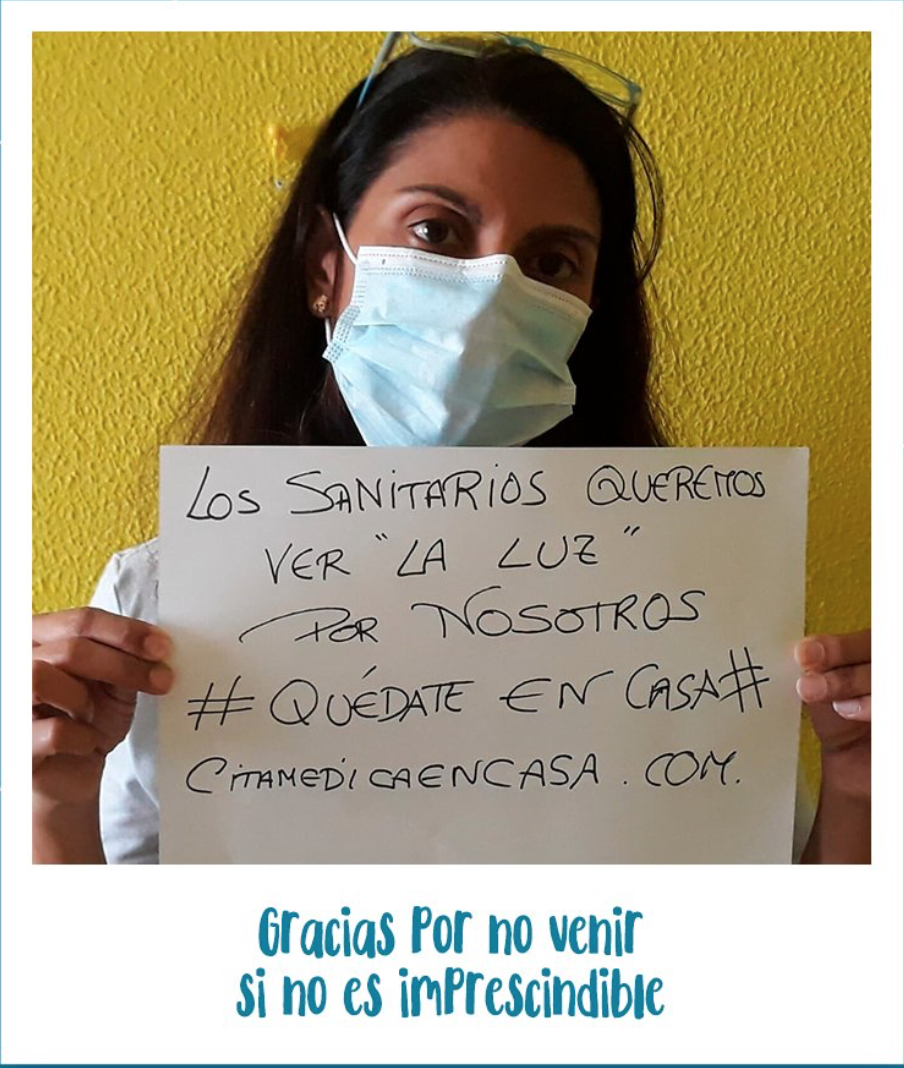 Los SANITARIOS QUEREMOS
VER "LA LUZ"
POR NOSOTROS
# QUÉDATE EN CASA #
CITAMEDICAENCASA . COM.
Gracias Por no venir
si no es imPrescindible